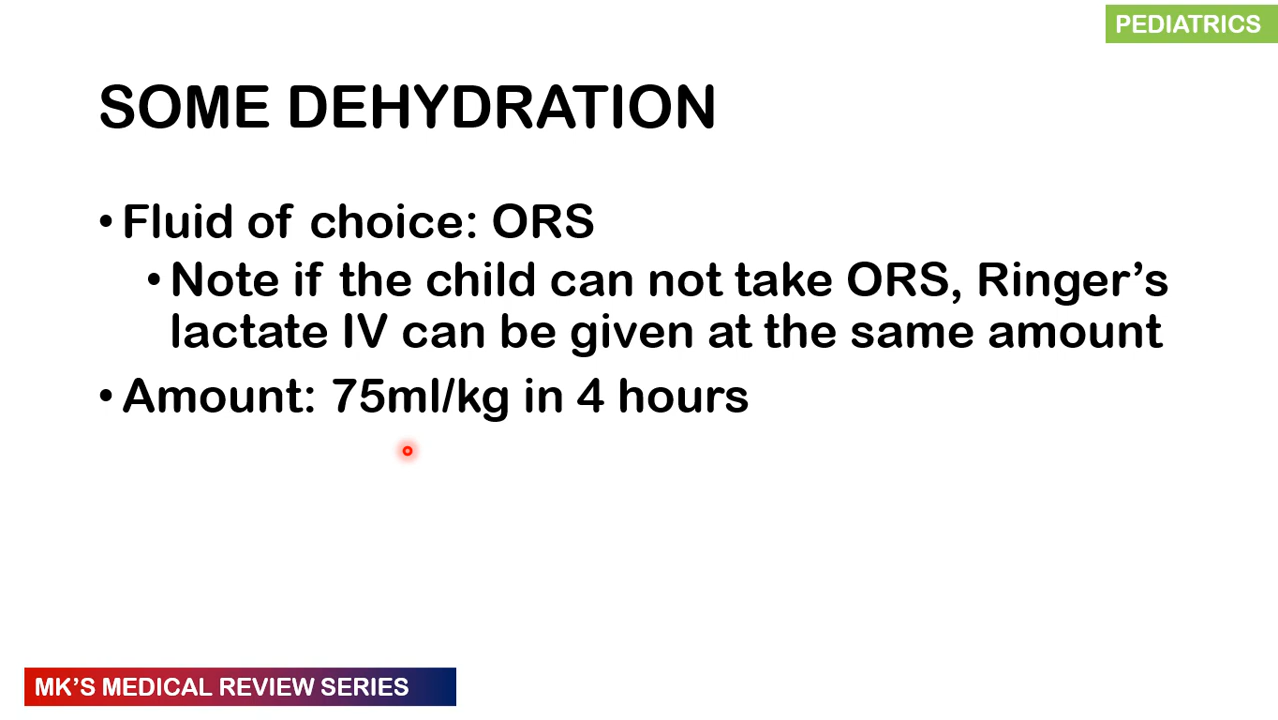 PEDIATRICS
SOME DEHYDRATION
• Fluid of choice: ORS
• Note if the child can not take ORS, Ringer’s
lactate IV can be given at the same amount
• Amount: 75ml/kg in 4 hours
MK’S MEDICAL REVIEW SERIES